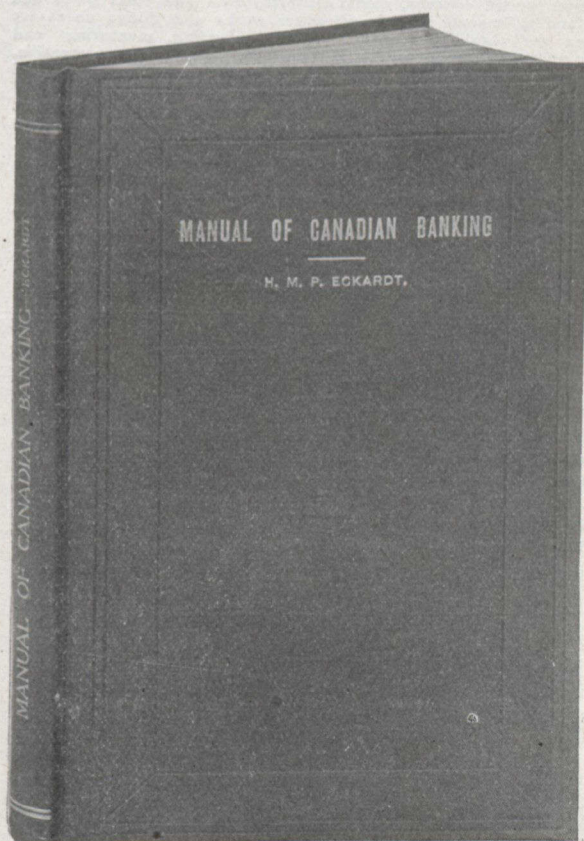 MANUAL OF CANADIAN BANKING
H. M. P. ECKARDT.
MANUAL OF CANADIAN BANKING—ECKARDT